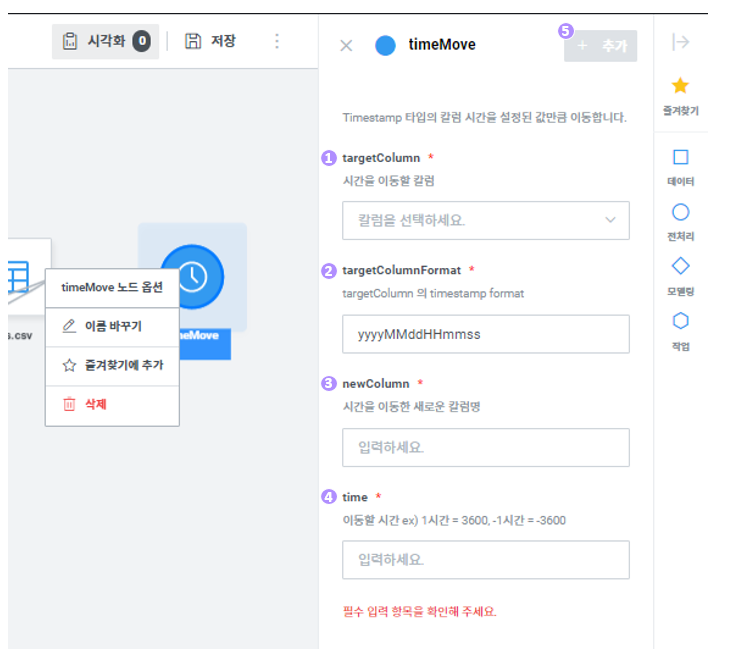 시각화 0
저장
timeMove
5
+ 추가
즐겨찾기
데이터
전처리
모델링
작업
Timestamp 타입의 칼럼 시간을 설정된 값만큼 이동합니다.
1 targetColumn *
시간을 이동할 칼럼
칼럼을 선택하세요.
2 targetColumnFormat *
targetColumn 의 timestamp format
yyyyMMddHHmmss
3 newColumn *
시간을 이동한 새로운 칼럼명
입력하세요.
4 time *
이동할 시간 ex) 1시간 = 3600, -1시간 = -3600
입력하세요.
필수 입력 항목을 확인해 주세요.
s.csv
eMove
timeMove 노드 옵션
이름 바꾸기
즐겨찾기에 추가
삭제